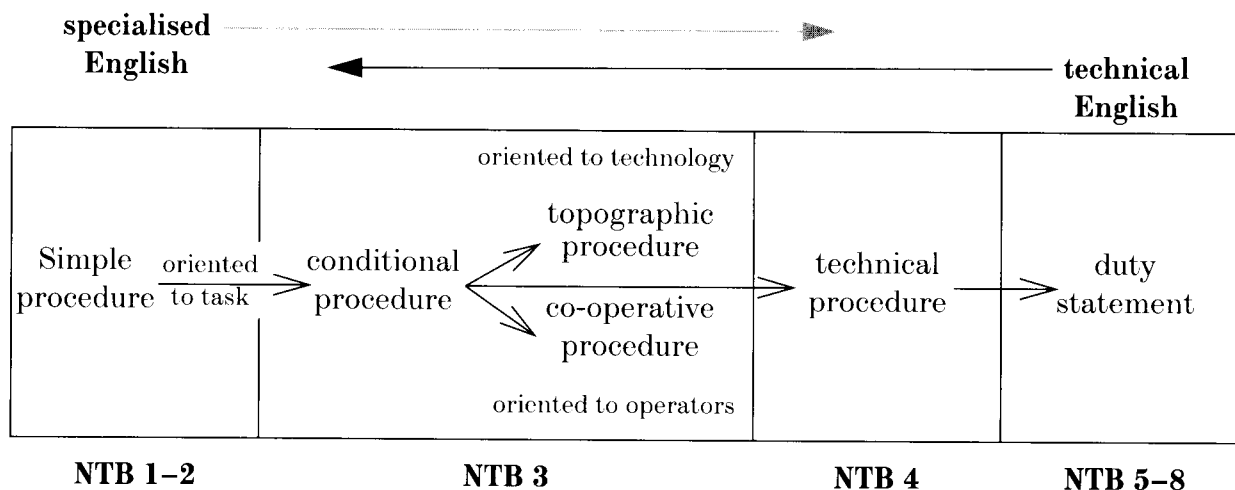 specialised
English
technical
English
oriented to technology
topographic
procedure
Simple
procedure
oriented
to task
conditional
procedure
technical
procedure
duty
statement
co-operative
procedure
oriented to operators
NTB 1–2
NTB 3
NTB 4
NTB 5–8